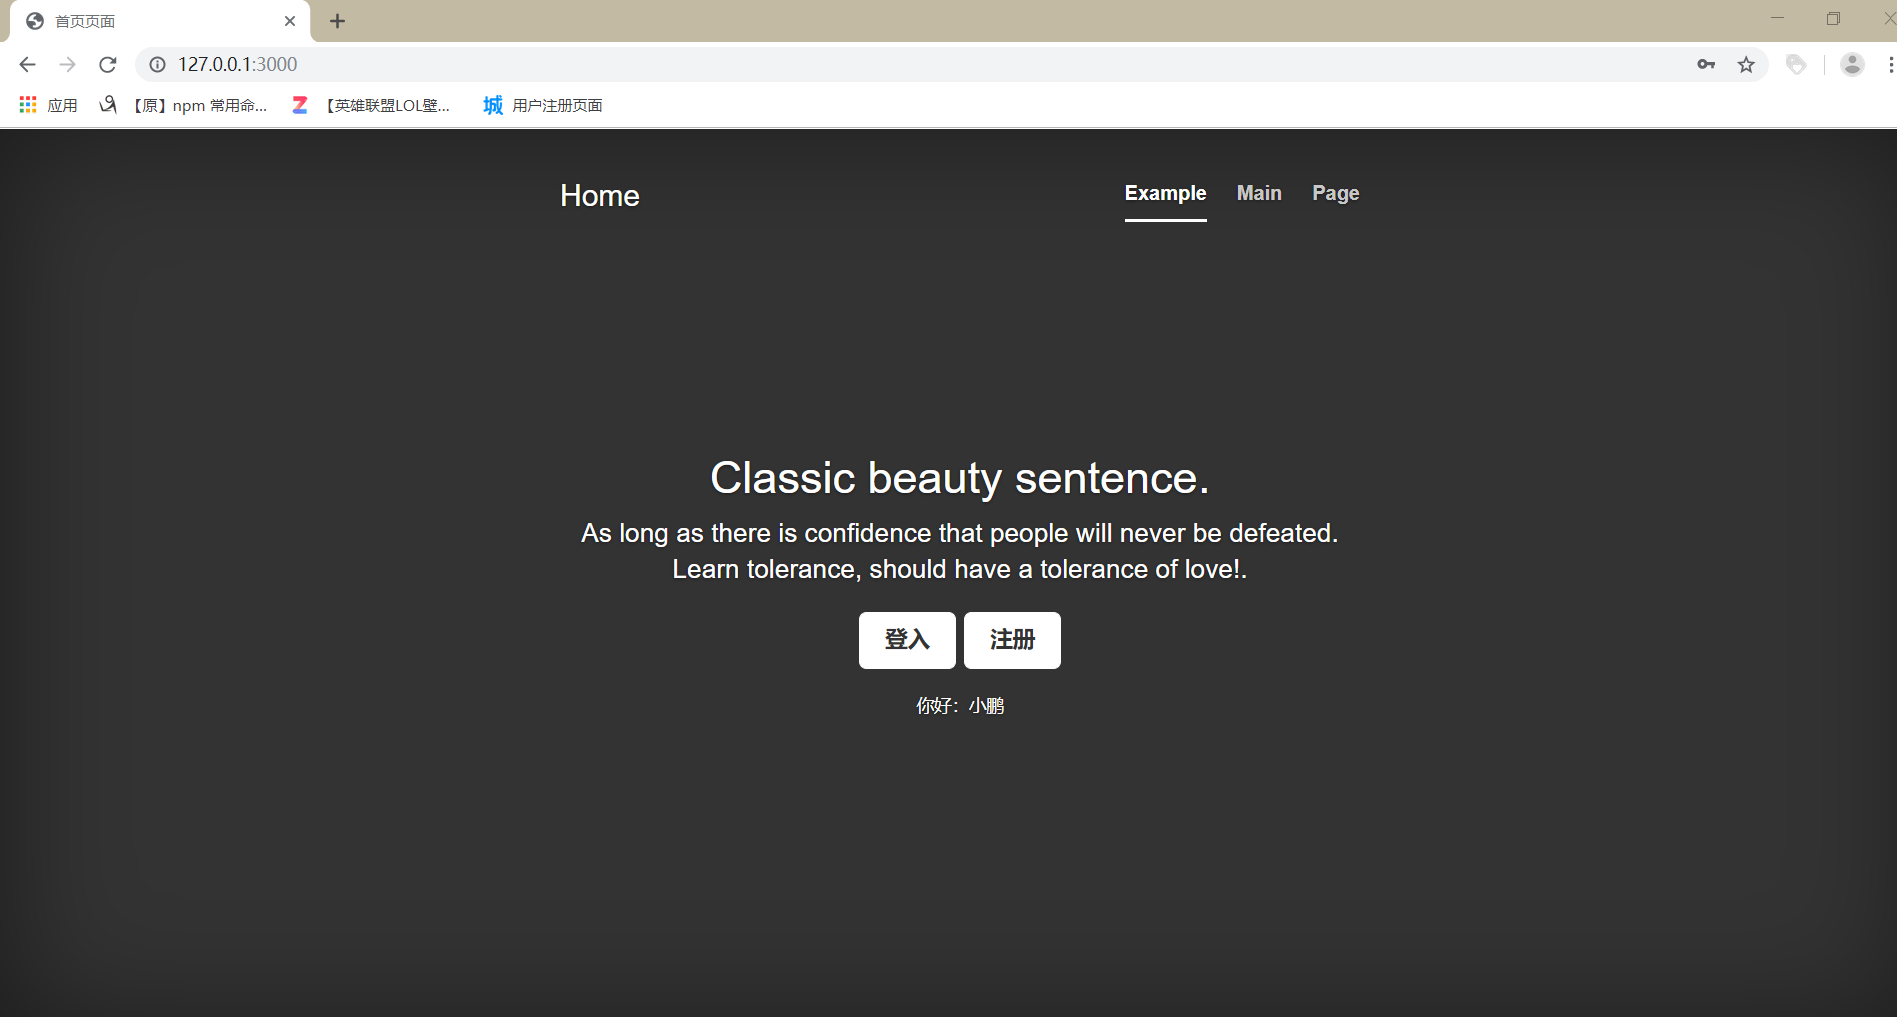 首页页面
127.0.0.1:3000
应用 【原】npm 常用命... 【英雄联盟LOL壁... 城 用户注册页面
Home Example Main Page
Classic beauty sentence.
As long as there is confidence that people will never be defeated.
Learn tolerance, should have a tolerance of love!.
登入 注册
你好：小鹏